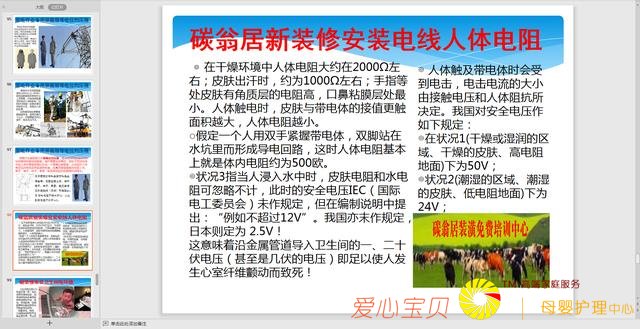 大纲
幻灯片
95
96
97
98
99
碳翁居新装修安装电线人体电阻
在干燥环境中人体电阻大约在2000Ω左
右；皮肤出汗时，约为1000Ω左右；手指等
处皮肤有角质层的电阻高，口鼻粘膜层处最
小。人体触电时，皮肤与带电体的接值更触
面积越大，人体电阻越小。
○假定一个人用双手紧握带电体，双脚站在
水坑里而形成导电回路，这时人体电阻基本
上就是体内电阻约为500欧。
○状况3指当人浸入水中时，皮肤电阻和水电
阻可忽略不计，此时的安全电压IEC（国际
电工委员会）未作规定，但在编制说明中提
出：“例如不超过12V”。我国亦未作规定，
日本则定为 2.5V！
这意味着沿金属管道导入卫生间的一、二十
伏电压（甚至是几伏的电压）即足以使人发
生心室纤维颤动而致死！
○人体触及带电体时会受
到电击，电击电流的大小
由接触电压和人体阻抗所
决定。我国对安全电压作
如下规定：
○在状况1(干燥或湿润的区
域、干燥的皮肤、高电阻
地面)下为50V；
○状况2(潮湿的区域、潮湿
的皮肤、低电阻地面)下为
24V；
碳翁居装潢免费培训中心
TM 高端家庭服务
爱心宝贝
母婴护理中心
单击此处添加备注